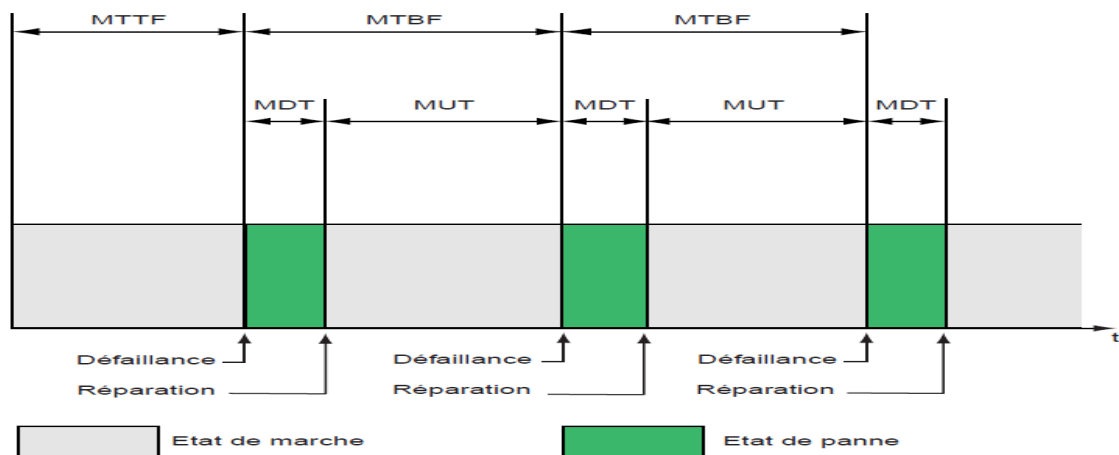 MTTF MTBF MTBF
MDT MUT MDT MUT MDT
t
Défaillance Défaillance Défaillance
Réparation Réparation Réparation
Etat de marche Etat de panne